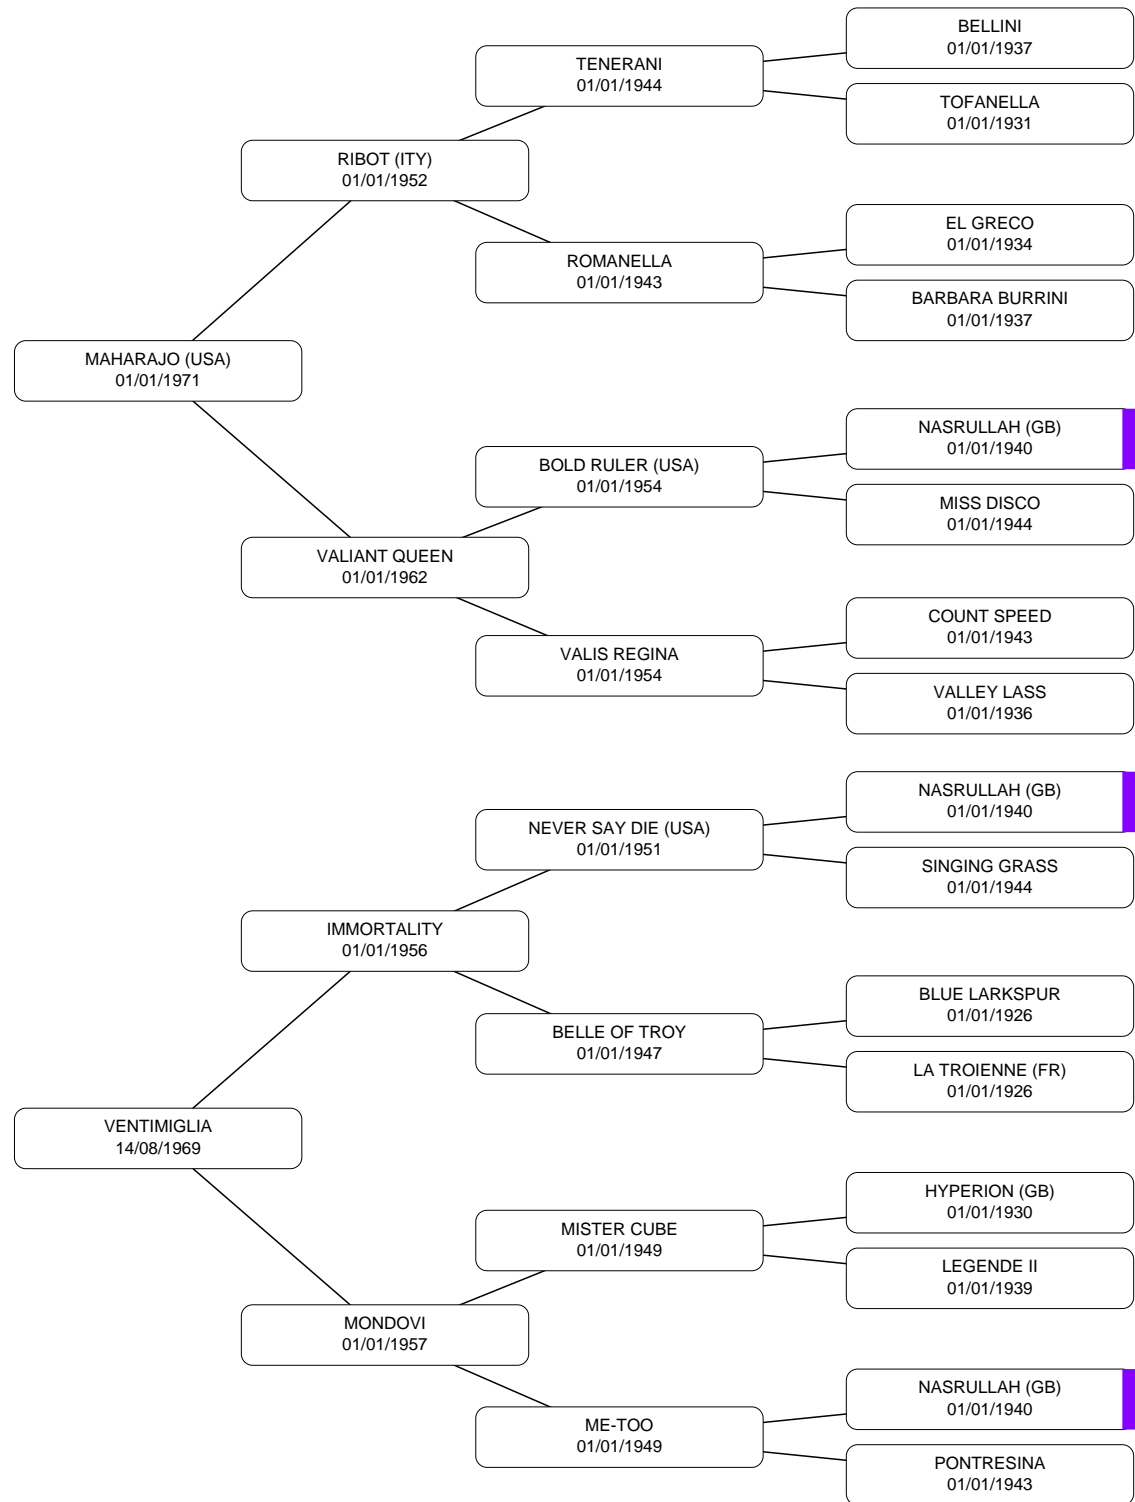 BELLINI
01/01/1937
TENERANI
01/01/1944
TOFANELLA
01/01/1931
RIBOT (ITY)
01/01/1952
EL GRECO
01/01/1934
ROMANELLA
01/01/1943
BARBARA BURRINI
01/01/1937
MAHARAJO (USA)
01/01/1971
NASRULLAH (GB)
01/01/1940
BOLD RULER (USA)
01/01/1954
MISS DISCO
01/01/1944
VALIANT QUEEN
01/01/1962
COUNT SPEED
01/01/1943
VALIS REGINA
01/01/1954
VALLEY LASS
01/01/1936
NASRULLAH (GB)
01/01/1940
NEVER SAY DIE (USA)
01/01/1951
SINGING GRASS
01/01/1944
IMMORTALITY
01/01/1956
BLUE LARKSPUR
01/01/1926
BELLE OF TROY
01/01/1947
LA TROIENNE (FR)
01/01/1926
VENTIMIGLIA
14/08/1969
HYPERION (GB)
01/01/1930
MISTER CUBE
01/01/1949
LEGENDE II
01/01/1939
MONDOVI
01/01/1957
NASRULLAH (GB)
01/01/1940
ME-TOO
01/01/1949
PONTRESINA
01/01/1943